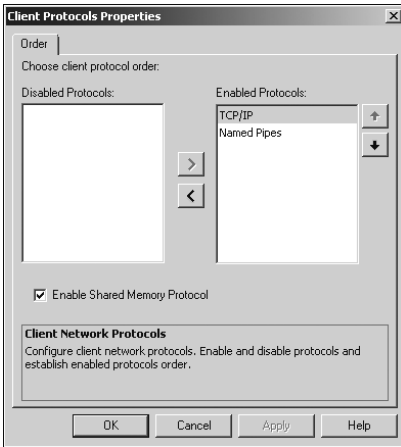 Client Protocols Properties
Order
Choose client protocol order:
Disabled Protocols:
Enabled Protocols:
TCP/IP
Named Pipes
Enable Shared Memory Protocol
Client Network Protocols
Configure client network protocols. Enable and disable protocols and
establish enabled protocols order.
OK
Cancel
Apply
Help